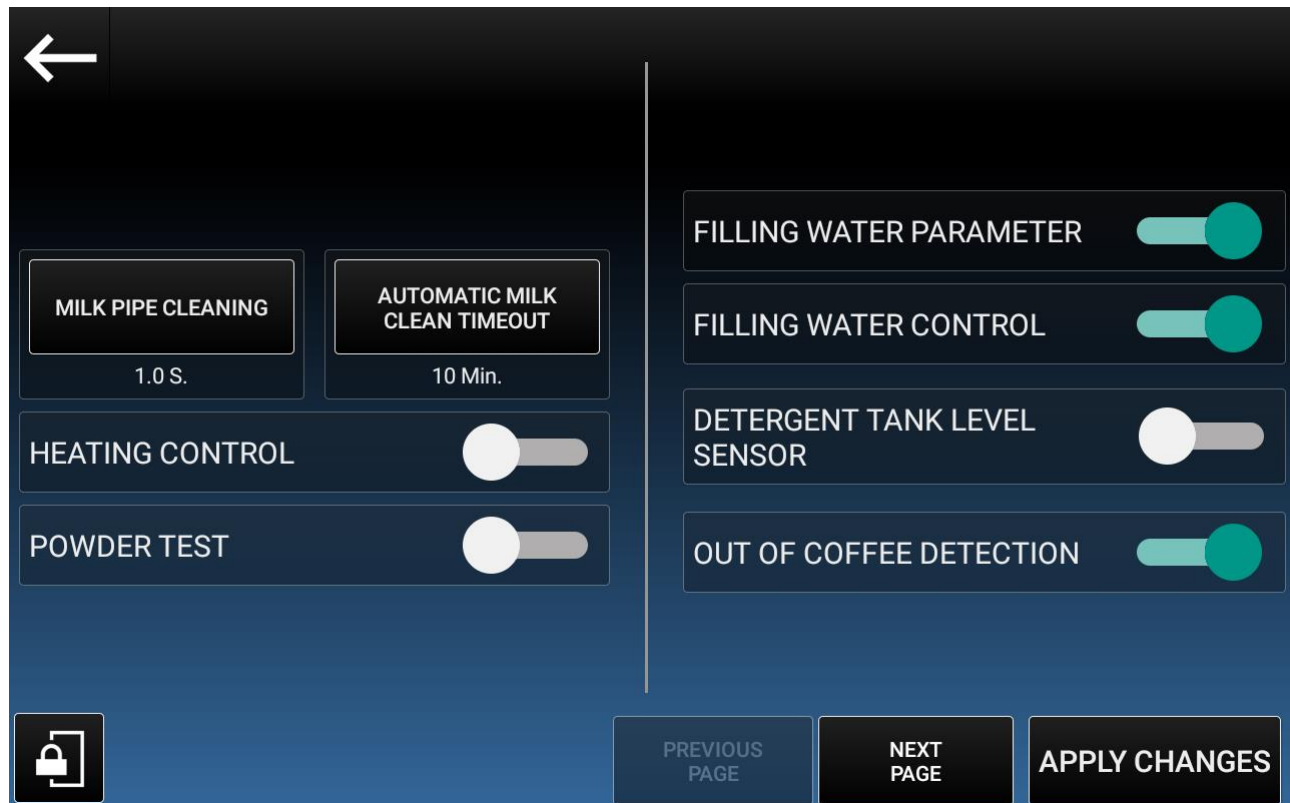 MILK PIPE CLEANING
1.0 S.
AUTOMATIC MILK
CLEAN TIMEOUT
10 Min.
HEATING CONTROL
POWDER TEST
FILLING WATER PARAMETER
FILLING WATER CONTROL
DETERGENT TANK LEVEL
SENSOR
OUT OF COFFEE DETECTION
PREVIOUS
PAGE
NEXT
PAGE
APPLY CHANGES